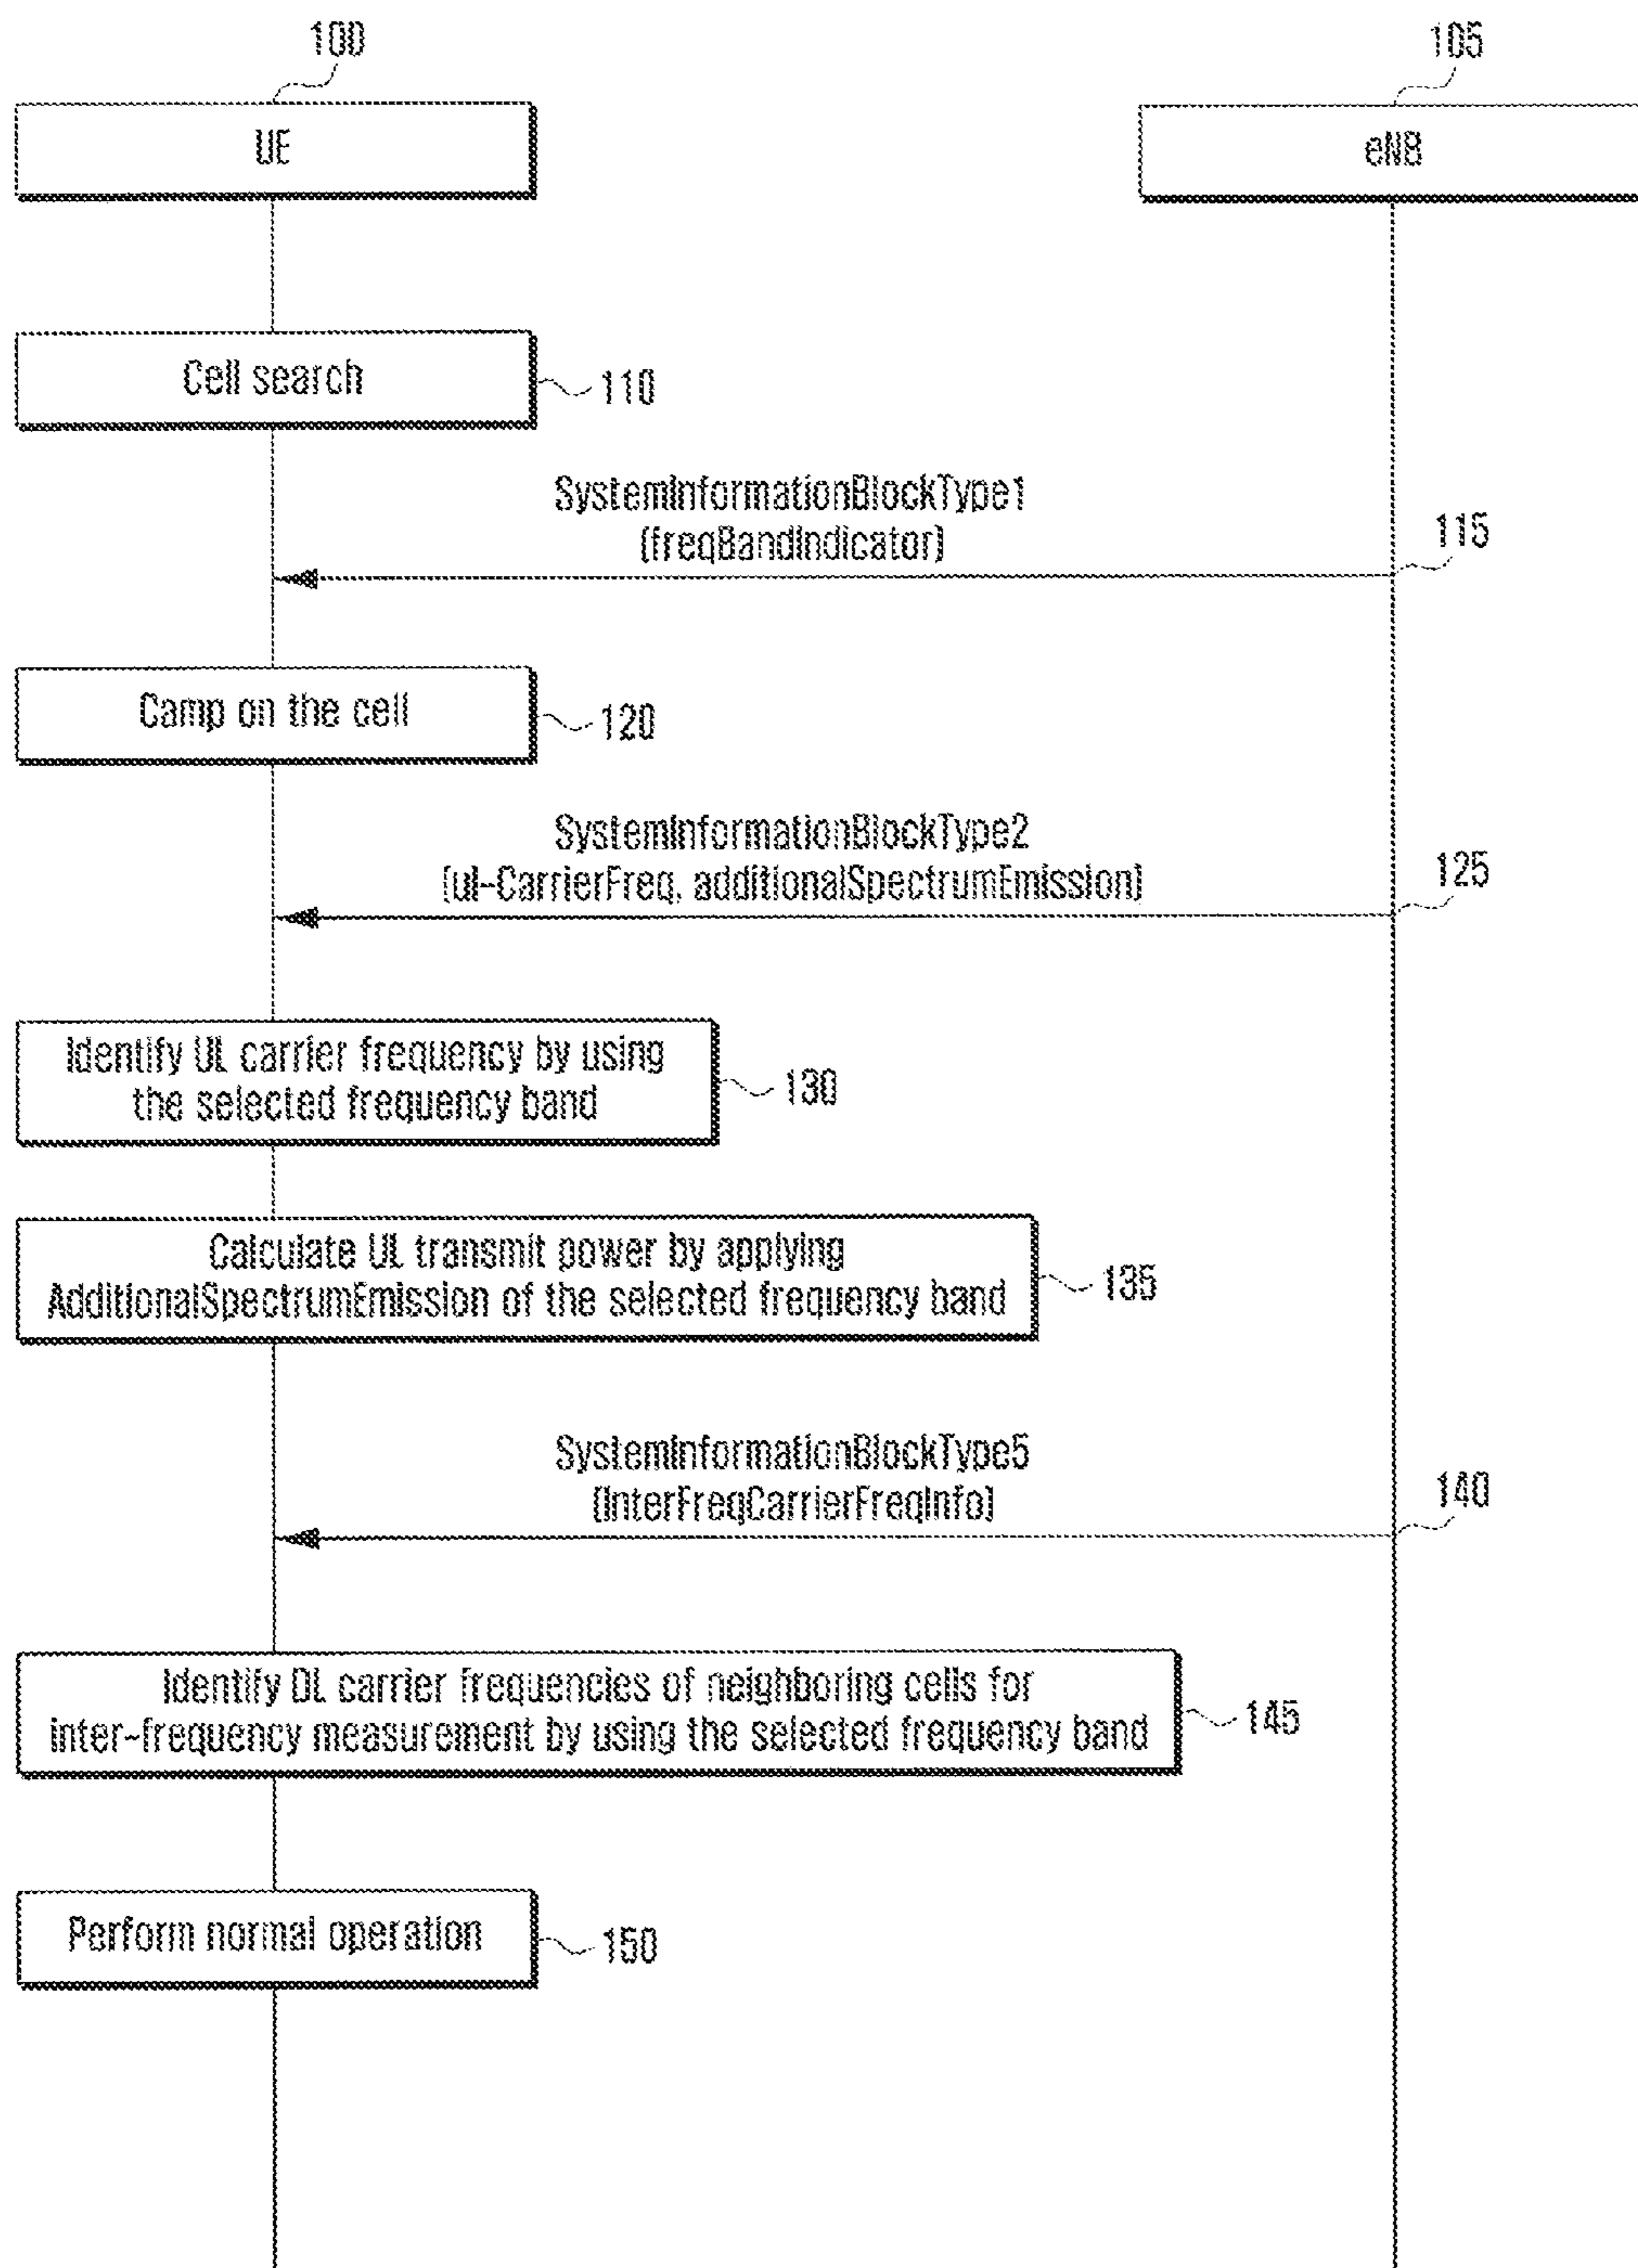 100
105
UE
eNB
Cell search
110
SystemInformationBlockType1
(freqBandIndicator)
115
Camp on the cell
120
SystemInformationBlockType2
(ul-CarrierFreq, additionalSpectrumEmission)
125
Identify UL carrier frequency by using
the selected frequency band
130
Calculate UL transmit power by applying
AdditionalSpectrumEmission of the selected frequency band
135
SystemInformationBlockType5
(InterFreqCarrierFreqInfo)
140
Identify DL carrier frequencies of neighboring cells for
inter-frequency measurement by using the selected frequency band
145
Perform normal operation
150